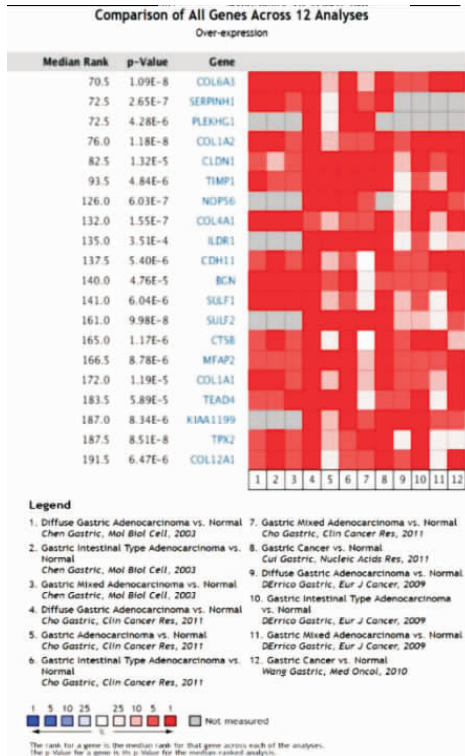 Comparison of All Genes Across 12 Analyses
Over-expression
Median Rank p-Value Gene
70.5 1.09E-8 COL6A3
72.5 2.65E-7 SERPINH1
72.5 4.28E-6 PLEKHG1
76.0 1.18E-8 COL1A2
82.5 1.32E-5 CLDN1
93.5 4.84E-6 TIMP1
126.0 6.03E-7 NOP56
132.0 1.55E-7 COL4A1
135.0 3.51E-4 ILDR1
137.5 5.40E-6 CDH11
140.0 4.76E-5 BGN
141.0 6.04E-6 SULF1
161.0 9.98E-8 SULF2
165.0 1.17E-6 CTSB
166.5 8.78E-6 MFAP2
172.0 1.19E-5 COL1A1
183.5 5.89E-5 TEAD4
187.0 8.34E-6 KIAA1199
187.5 8.51E-8 TPX2
191.5 6.47E-6 COL12A1
1 2 3 4 5 6 7 8 9 10 11 12
Legend
1. Diffuse Gastric Adenocarcinoma vs. Normal
Chen Gastric, Mol Biol Cell, 2003
2. Gastric Intestinal Type Adenocarcinoma vs.
Normal
Chen Gastric, Mol Biol Cell, 2003
3. Gastric Mixed Adenocarcinoma vs. Normal
Chen Gastric, Mol Biol Cell, 2003
4. Diffuse Gastric Adenocarcinoma vs. Normal
Cho Gastric, Clin Cancer Res, 2011
5. Gastric Adenocarcinoma vs. Normal
Cho Gastric, Clin Cancer Res, 2011
6. Gastric Intestinal Type Adenocarcinoma vs.
Normal
Cho Gastric, Clin Cancer Res, 2011
7. Gastric Mixed Adenocarcinoma vs. Normal
Cho Gastric, Clin Cancer Res, 2011
8. Gastric Cancer vs. Normal
Cui Gastric, Nucleic Acids Res, 2011
9. Diffuse Gastric Adenocarcinoma vs. Normal
DErrico Gastric, Eur J Cancer, 2009
10. Gastric Intestinal Type Adenocarcinoma
vs. Normal
DErrico Gastric, Eur J Cancer, 2009
11. Gastric Mixed Adenocarcinoma vs. Normal
DErrico Gastric, Eur J Cancer, 2009
12. Gastric Cancer vs. Normal
Wang Gastric, Med Oncol, 2010
1 5 10 25 25 10 5 1
%
Not measured
The rank for a gene is the median rank for that gene across each of the analyses.
The p-Value for a gene is its p-Value for the median-ranked analysis.